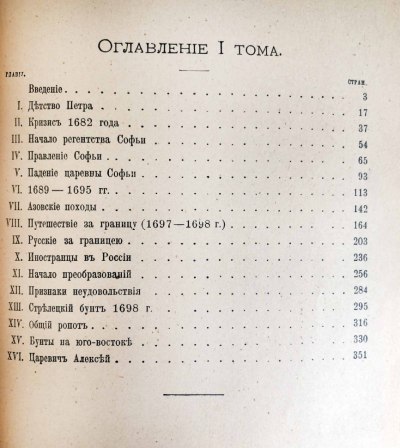 Оглавленіе I тома.
ГЛАВЫ. СТРАН.
Введеніе . . . 3
I. Дѣтство Петра . . . 17
II. Кризисъ 1682 года . . . 37
III. Начало регентства Софьи . . . 54
IV. Правленіе Софьи . . . 65
V. Паденіе царевны Софьи . . . 93
VI. 1689 — 1695 гг. . . . 113
VII. Азовскіе походы . . . 142
VIII. Путешествіе за границу (1697—1698 г.) . . . 164
IX. Русскіе за границею . . . 203
X. Иностранцы въ Россіи . . . 236
XI. Начало преобразованій . . . 256
XII. Признаки неудовольствія . . . 284
XIII. Стрѣлецкій бунтъ 1698 г. . . . 295
XIV. Общій ропотъ . . . 316
XV. Бунты на юго-востокѣ . . . 330
XVI. Царевичъ Алексѣй . . . 351